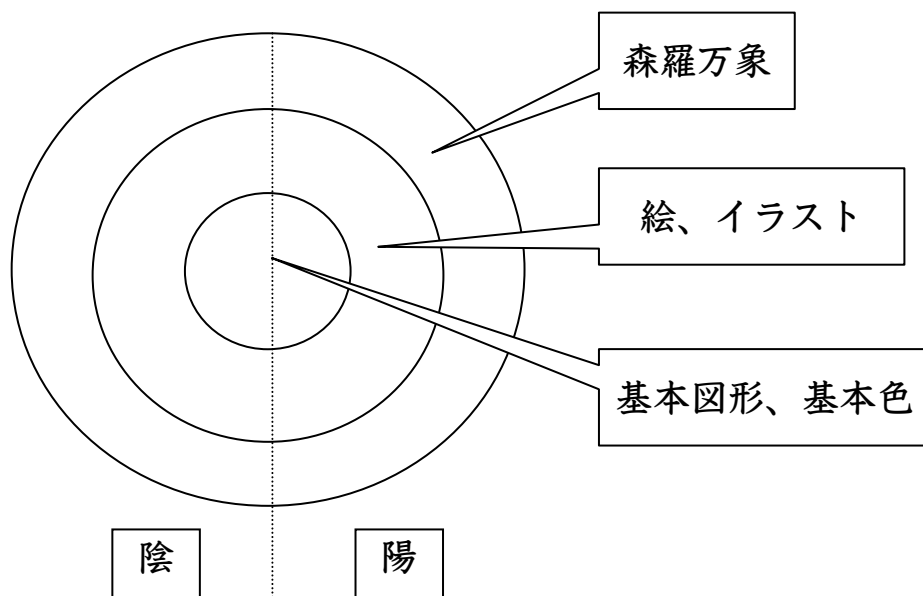 森羅万象
絵、イラスト
基本図形、基本色
陰
陽